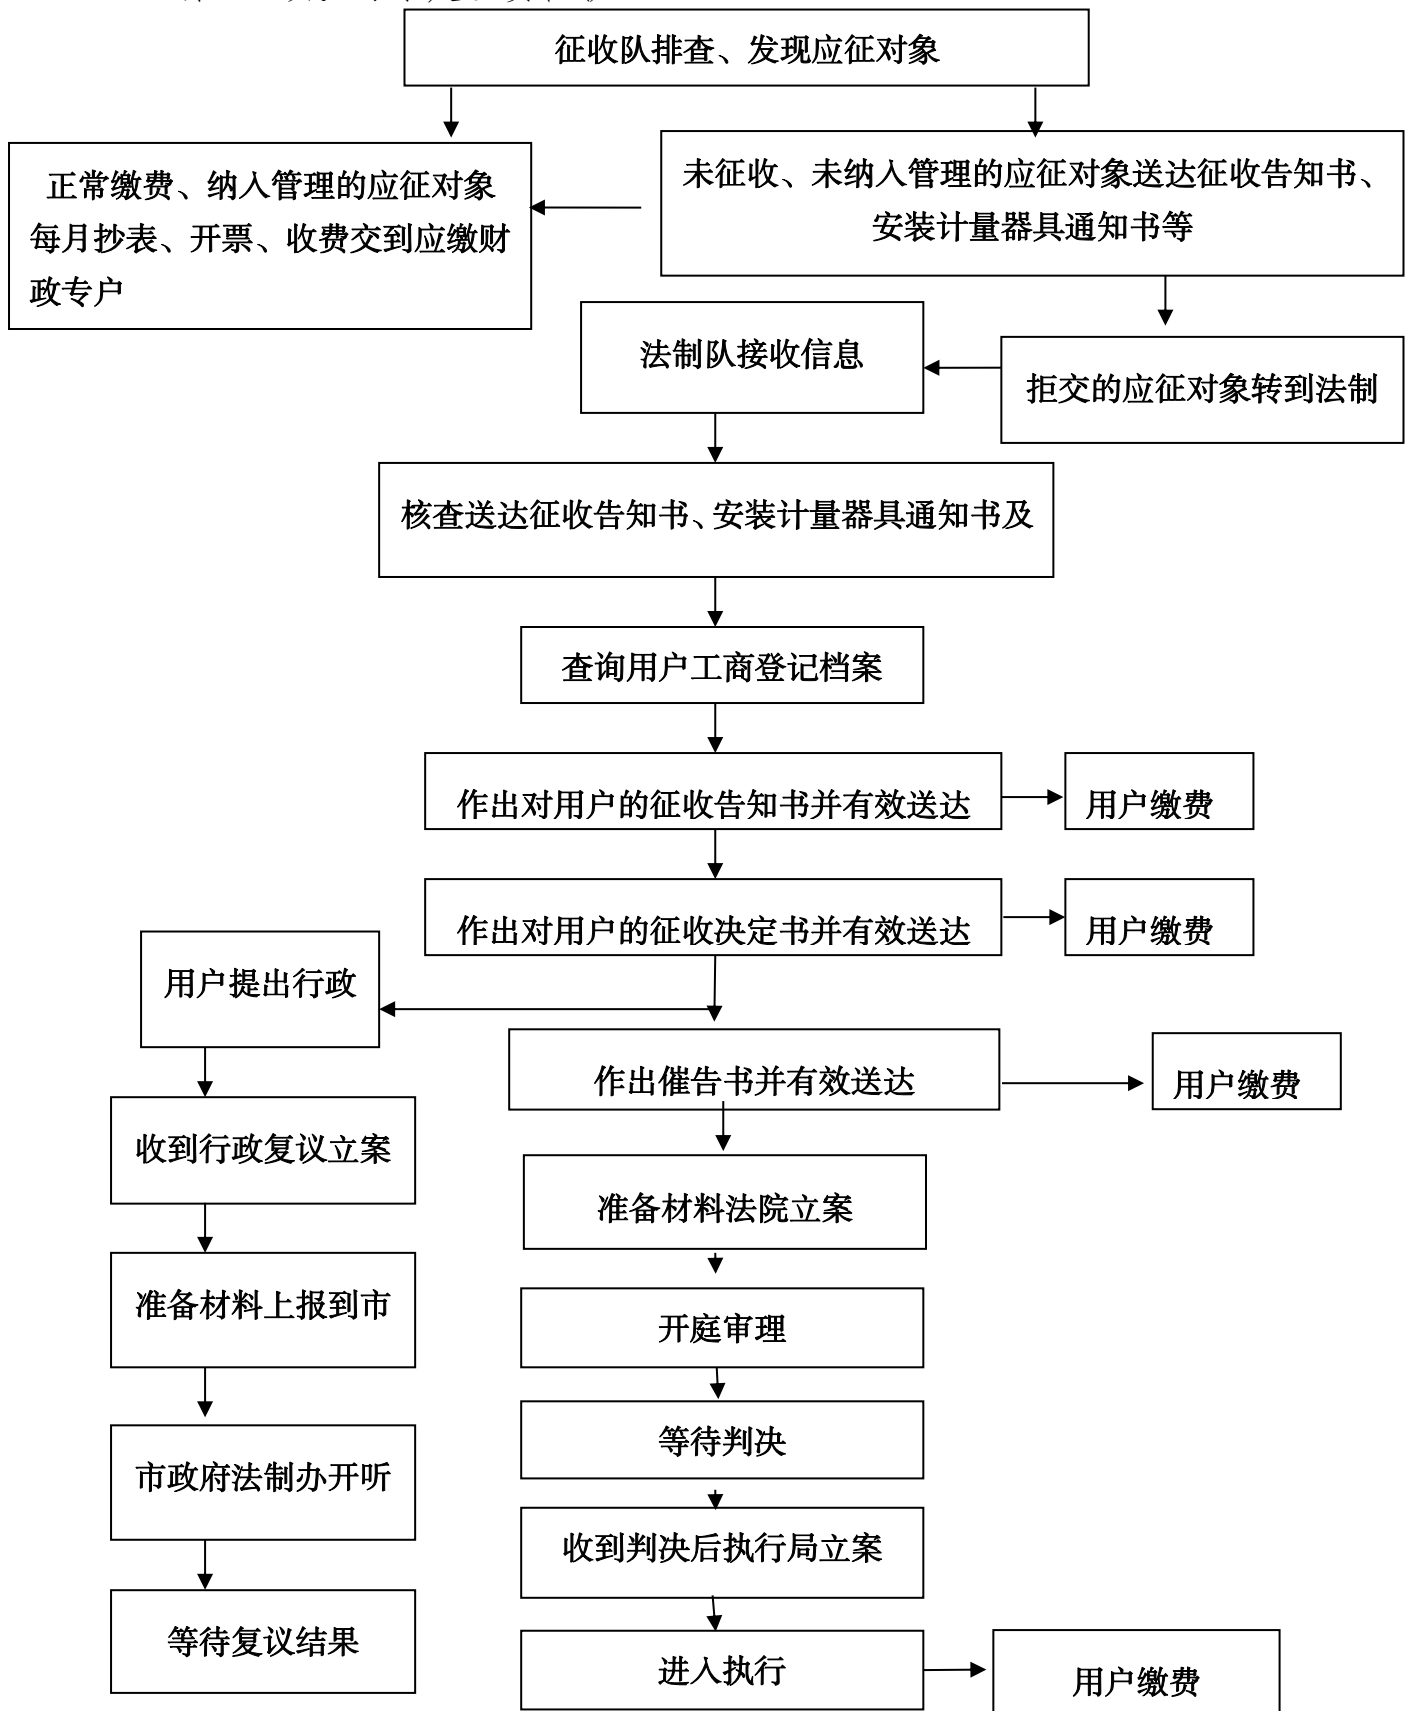 征收队排查、发现应征对象
正常缴费、纳入管理的应征对象
每月抄表、开票、收费交到应缴财
政专户
未征收、未纳入管理的应征对象送达征收告知书、
安装计量器具通知书等
法制队接收信息
拒交的应征对象转到法制
核查送达征收告知书、安装计量器具通知书及
查询用户工商登记档案
作出对用户的征收告知书并有效送达
用户缴费
作出对用户的征收决定书并有效送达
用户缴费
用户提出行政
作出催告书并有效送达
用户缴费
收到行政复议立案
准备材料法院立案
准备材料上报到市
开庭审理
等待判决
市政府法制办开听
收到判决后执行局立案
等待复议结果
进入执行
用户缴费